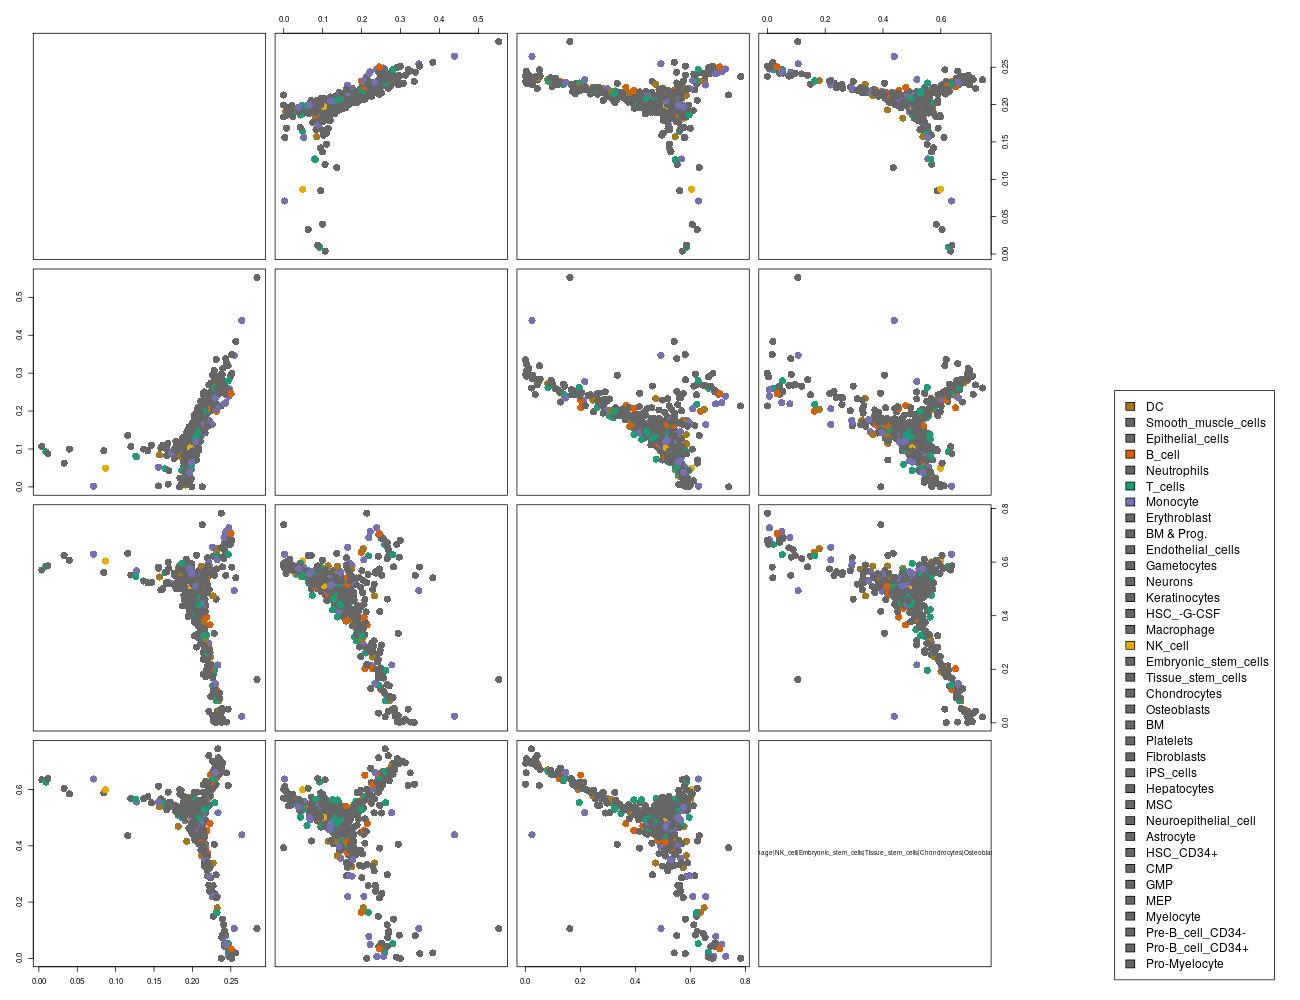 0.0 0.1 0.2 0.3 0.4 0.5 0.0 0.2 0.4 0.6
0.25
0.20
0.15
0.10
0.05
0.00
0.5
0.4
0.3
0.2
0.1
0.0
0.8
0.6
0.4
0.2
0.0
0.6
0.4
0.2
0.0
NK_cell|Embryonic_stem_cells|Tissue_stem_cells|Chondrocytes|
0.00 0.05 0.10 0.15 0.20 0.25 0.0 0.2 0.4 0.6 0.8
DC
Smooth_muscle_cells
Epithelial_cells
B_cell
Neutrophils
T_cells
Monocyte
Erythroblast
BM & Prog.
Endothelial_cells
Gametocytes
Neurons
Keratinocytes
HSC_-G-CSF
Macrophage
NK_cell
Embryonic_stem_cells
Tissue_stem_cells
Chondrocytes
Osteoblasts
BM
Platelets
Fibroblasts
iPS_cells
Hepatocytes
MSC
Neuroepithelial_cell
Astrocyte
HSC_CD34+
CMP
GMP
MEP
Myelocyte
Pre-B_cell_CD34-
Pro-B_cell_CD34+
Pro-Myelocyte